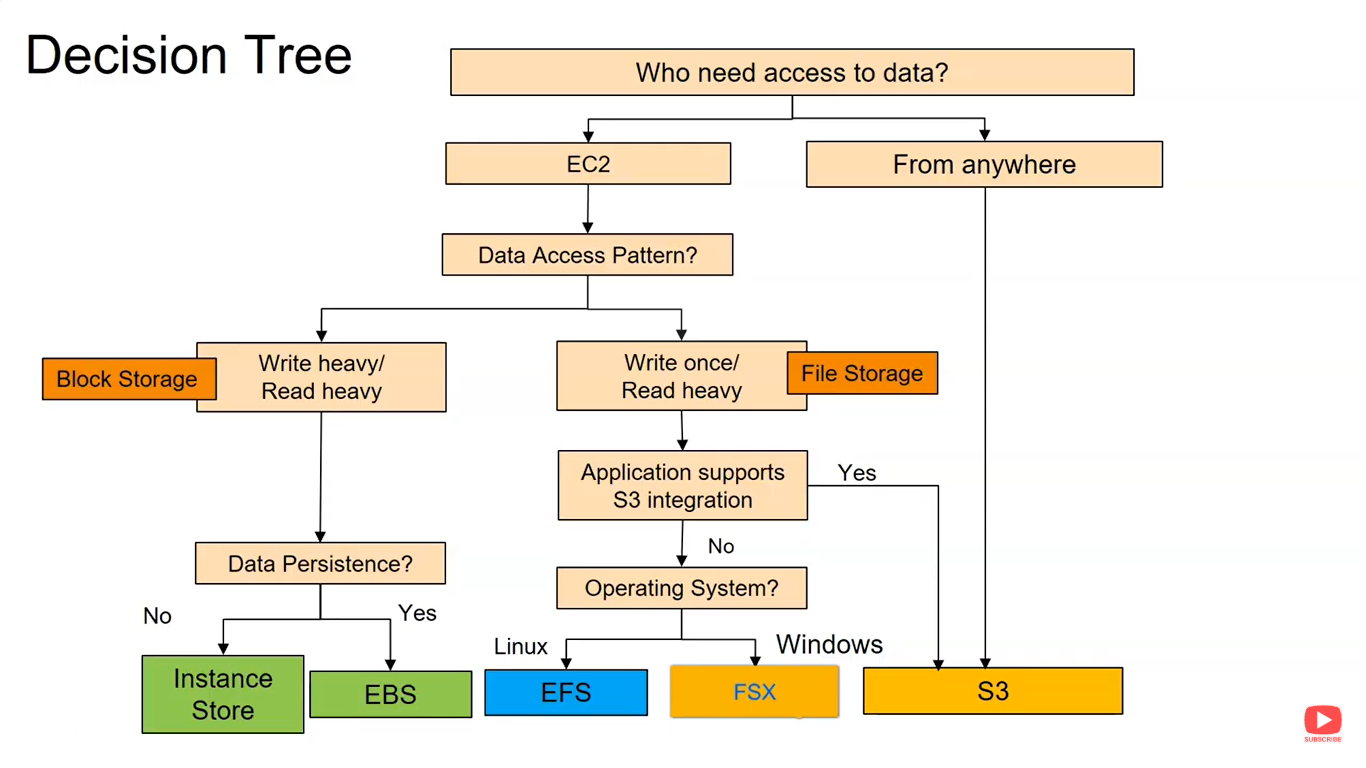 Decision Tree
Who need access to data?
EC2
From anywhere
Data Access Pattern?
Block Storage
Write heavy/
Read heavy
Write once/
Read heavy
File Storage
Application supports
S3 integration
Yes
No
Data Persistence?
Operating System?
No
Yes
Linux
Windows
Instance
Store
EBS
EFS
FSX
S3
SUBSCRIBE